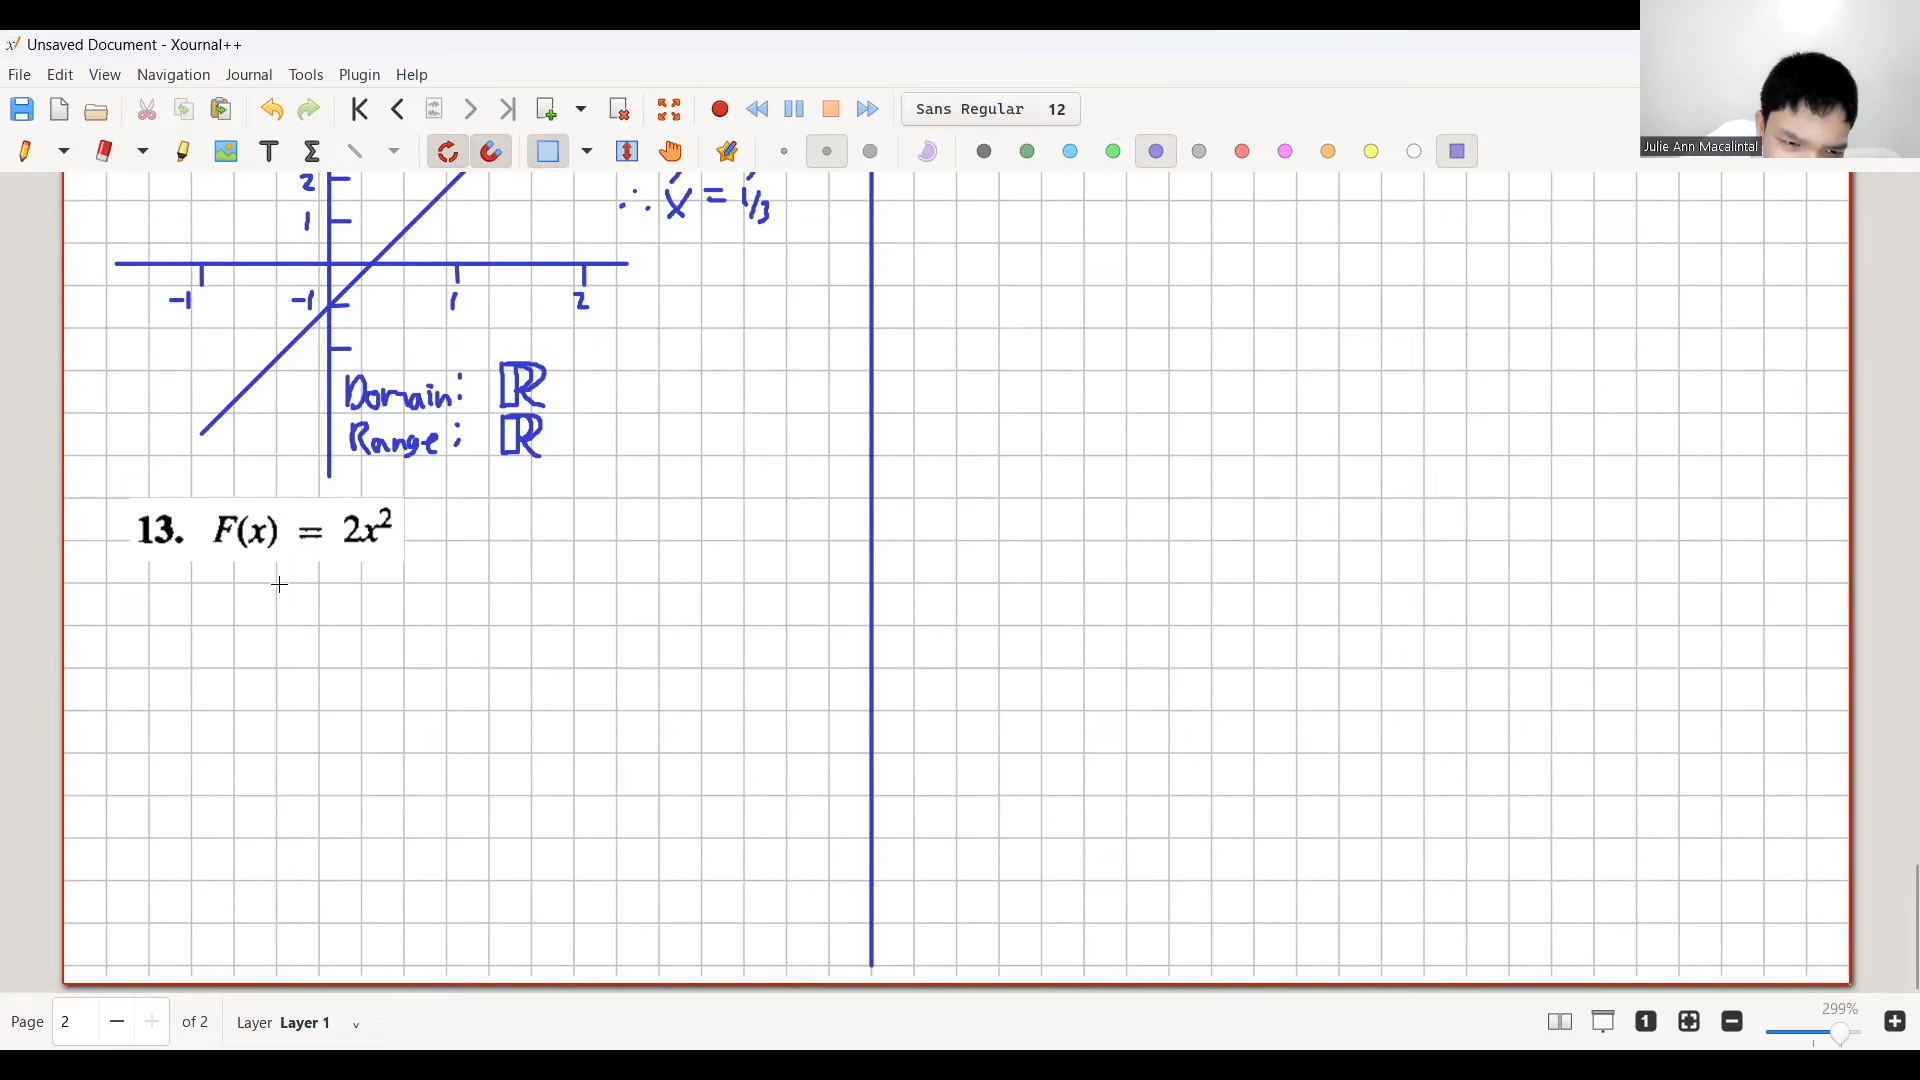 Unsaved Document - Xournal++
File Edit View Navigation Journal Tools Plugin Help
Sans Regular 12
Julie Ann Macalintal
2
1
∴ x = 1/3
-1 -1 1 2
Domain: ℝ
Range: ℝ
13. F(x) = 2x²
Page 2 of 2 Layer Layer 1
299%
1